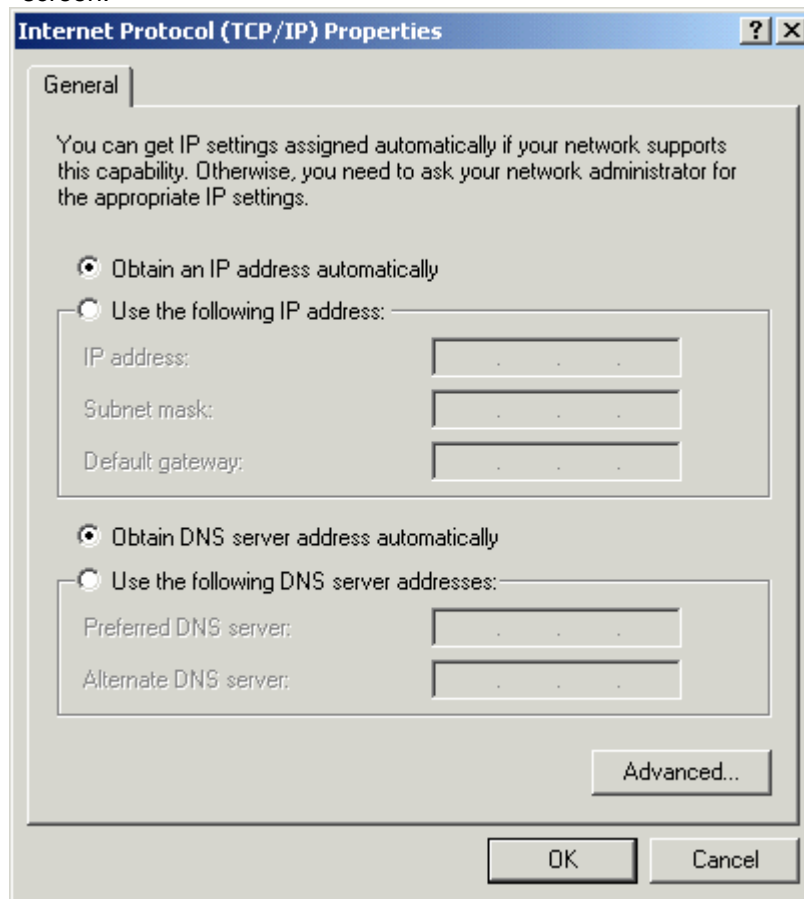 screen.
Internet Protocol (TCP/IP) Properties
General
You can get IP settings assigned automatically if your network supports
this capability. Otherwise, you need to ask your network administrator for
the appropriate IP settings.
Obtain an IP address automatically
Use the following IP address:
IP address:
Subnet mask:
Default gateway:
Obtain DNS server address automatically
Use the following DNS server addresses:
Preferred DNS server:
Alternate DNS server:
Advanced...
OK Cancel